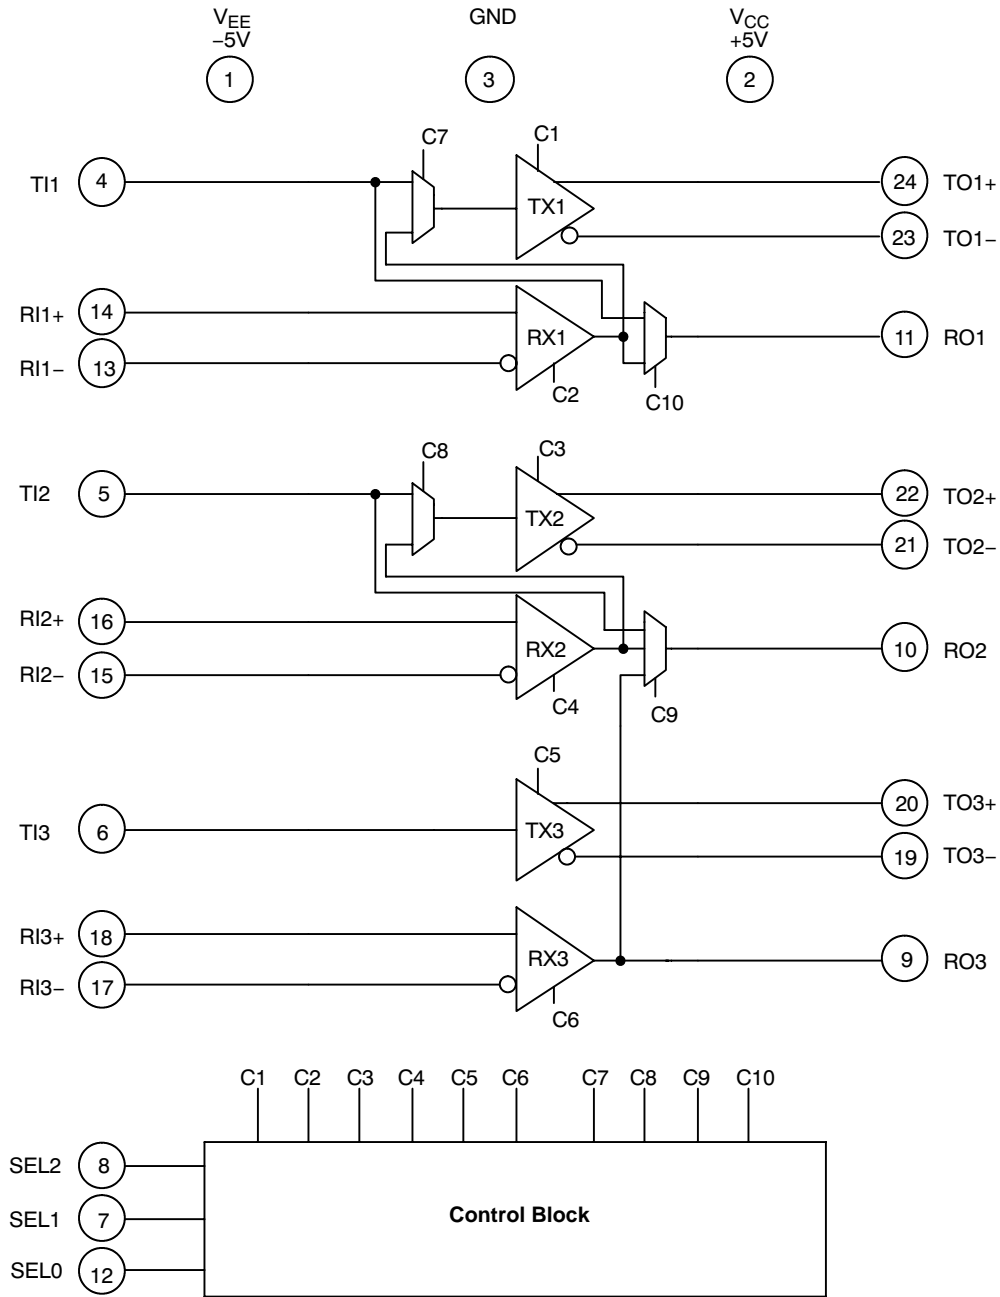 VEE GND VCC
−5V +5V
1 3 2
C7 C1
TI1 4 24 TO1+
TX1
23 TO1−
RI1+ 14
RX1 11 RO1
RI1− 13
C2 C10
C8 C3
TI2 5 22 TO2+
TX2
21 TO2−
RI2+ 16
RX2 10 RO2
RI2− 15
C4 C9
C5
20 TO3+
TI3 6 TX3
19 TO3−
RI3+ 18
RX3 9 RO3
RI3− 17
C6
C1 C2 C3 C4 C5 C6 C7 C8 C9 C10
SEL2 8
SEL1 7 Control Block
SEL0 12